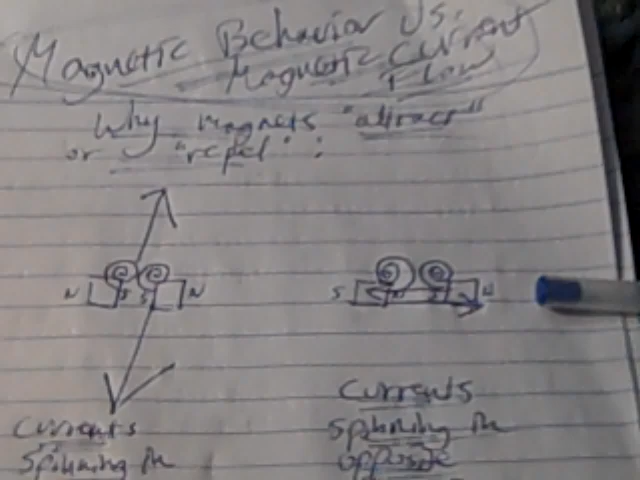 Magnetic Behavior Vs.
Magnetic Current
Flow
Why magnets "attract"
or "repel":
N S S N
S N S N
Currents
Spinning in
Currents
Spinning in
opposite